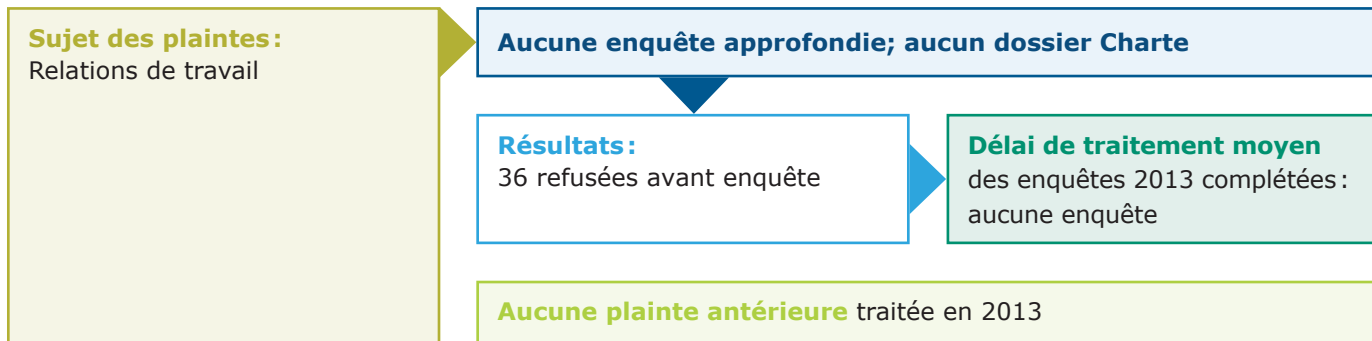 Sujet des plaintes :
Relations de travail
Aucune enquête approfondie; aucun dossier Charte
Résultats :
36 refusées avant enquête
Délai de traitement moyen
des enquêtes 2013 complétées :
aucune enquête
Aucune plainte antérieure traitée en 2013